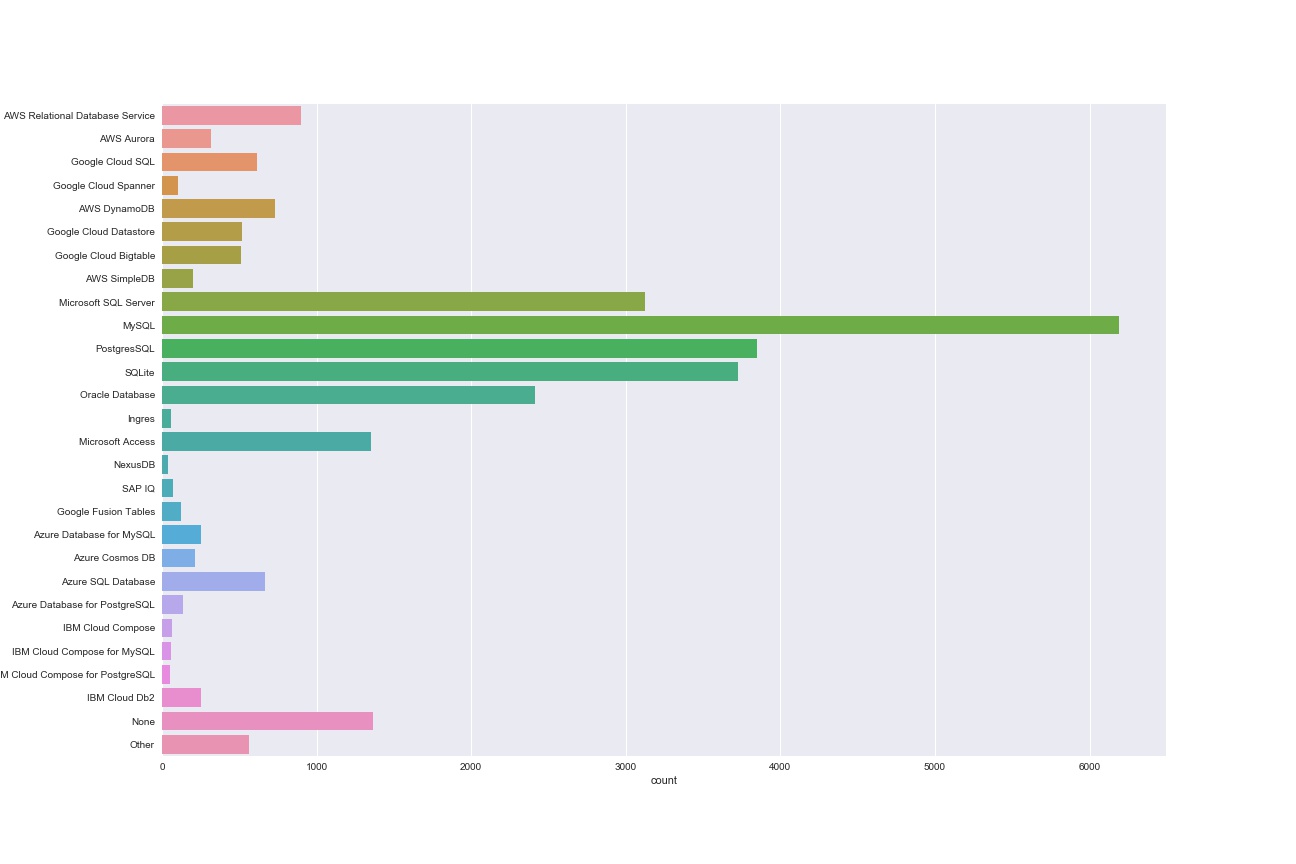 AWS Relational Database Service
AWS Aurora
Google Cloud SQL
Google Cloud Spanner
AWS DynamoDB
Google Cloud Datastore
Google Cloud Bigtable
AWS SimpleDB
Microsoft SQL Server
MySQL
PostgresSQL
SQLite
Oracle Database
Ingres
Microsoft Access
NexusDB
SAP IQ
Google Fusion Tables
Azure Database for MySQL
Azure Cosmos DB
Azure SQL Database
Azure Database for PostgreSQL
IBM Cloud Compose
IBM Cloud Compose for MySQL
M Cloud Compose for PostgreSQL
IBM Cloud Db2
None
Other
0 1000 2000 3000 4000 5000 6000
count